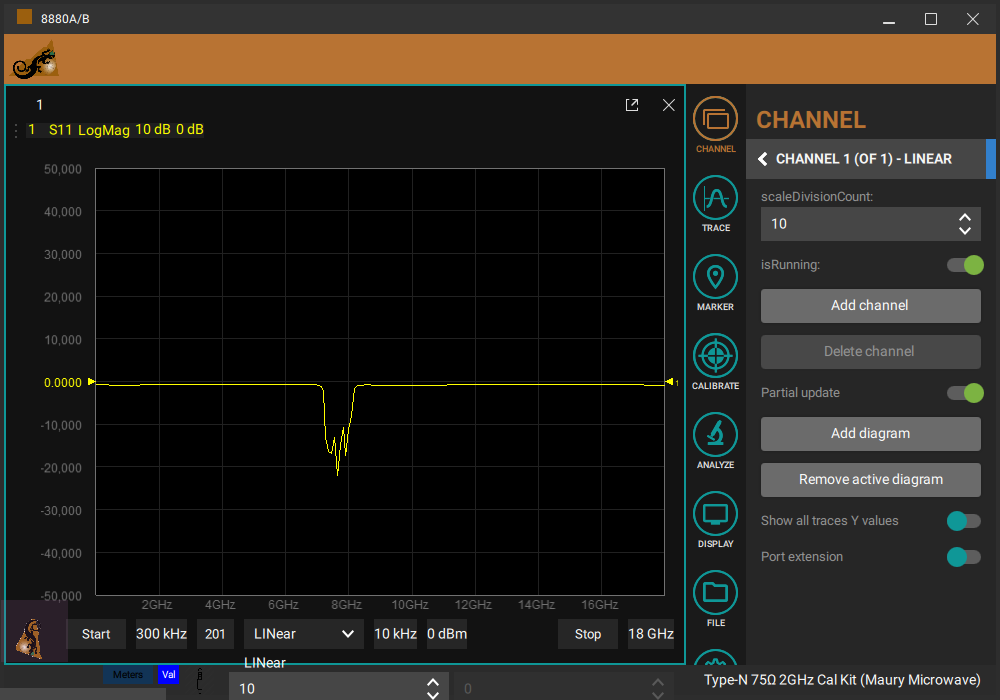 8880A/B
1
1 S11 LogMag 10 dB 0 dB
50,000
40,000
30,000
20,000
10,000
0.0000
1
-10,000
-20,000
-30,000
-40,000
-50,000
2GHz 4GHz 6GHz 8GHz 10GHz 12GHz 14GHz 16GHz
Start 300 kHz 201 LINear 10 kHz 0 dBm Stop 18 GHz
LINear
Meters Val
10 0
CHANNEL
TRACE
MARKER
CALIBRATE
ANALYZE
DISPLAY
FILE
CHANNEL
CHANNEL 1 (OF 1) - LINEAR
scaleDivisionCount:
10
isRunning:
Add channel
Delete channel
Partial update
Add diagram
Remove active diagram
Show all traces Y values
Port extension
Type-N 75Ω 2GHz Cal Kit (Maury Microwave)